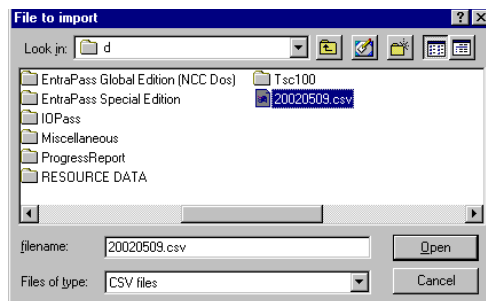 File to import
Look in: d
EntraPass Global Edition (NCC Dos) Tsc100
EntraPass Special Edition 20020509.csv
IOPass
Miscellaneous
ProgressReport
RESOURCE DATA
filename: 20020509.csv Open
Files of type: CSV files Cancel